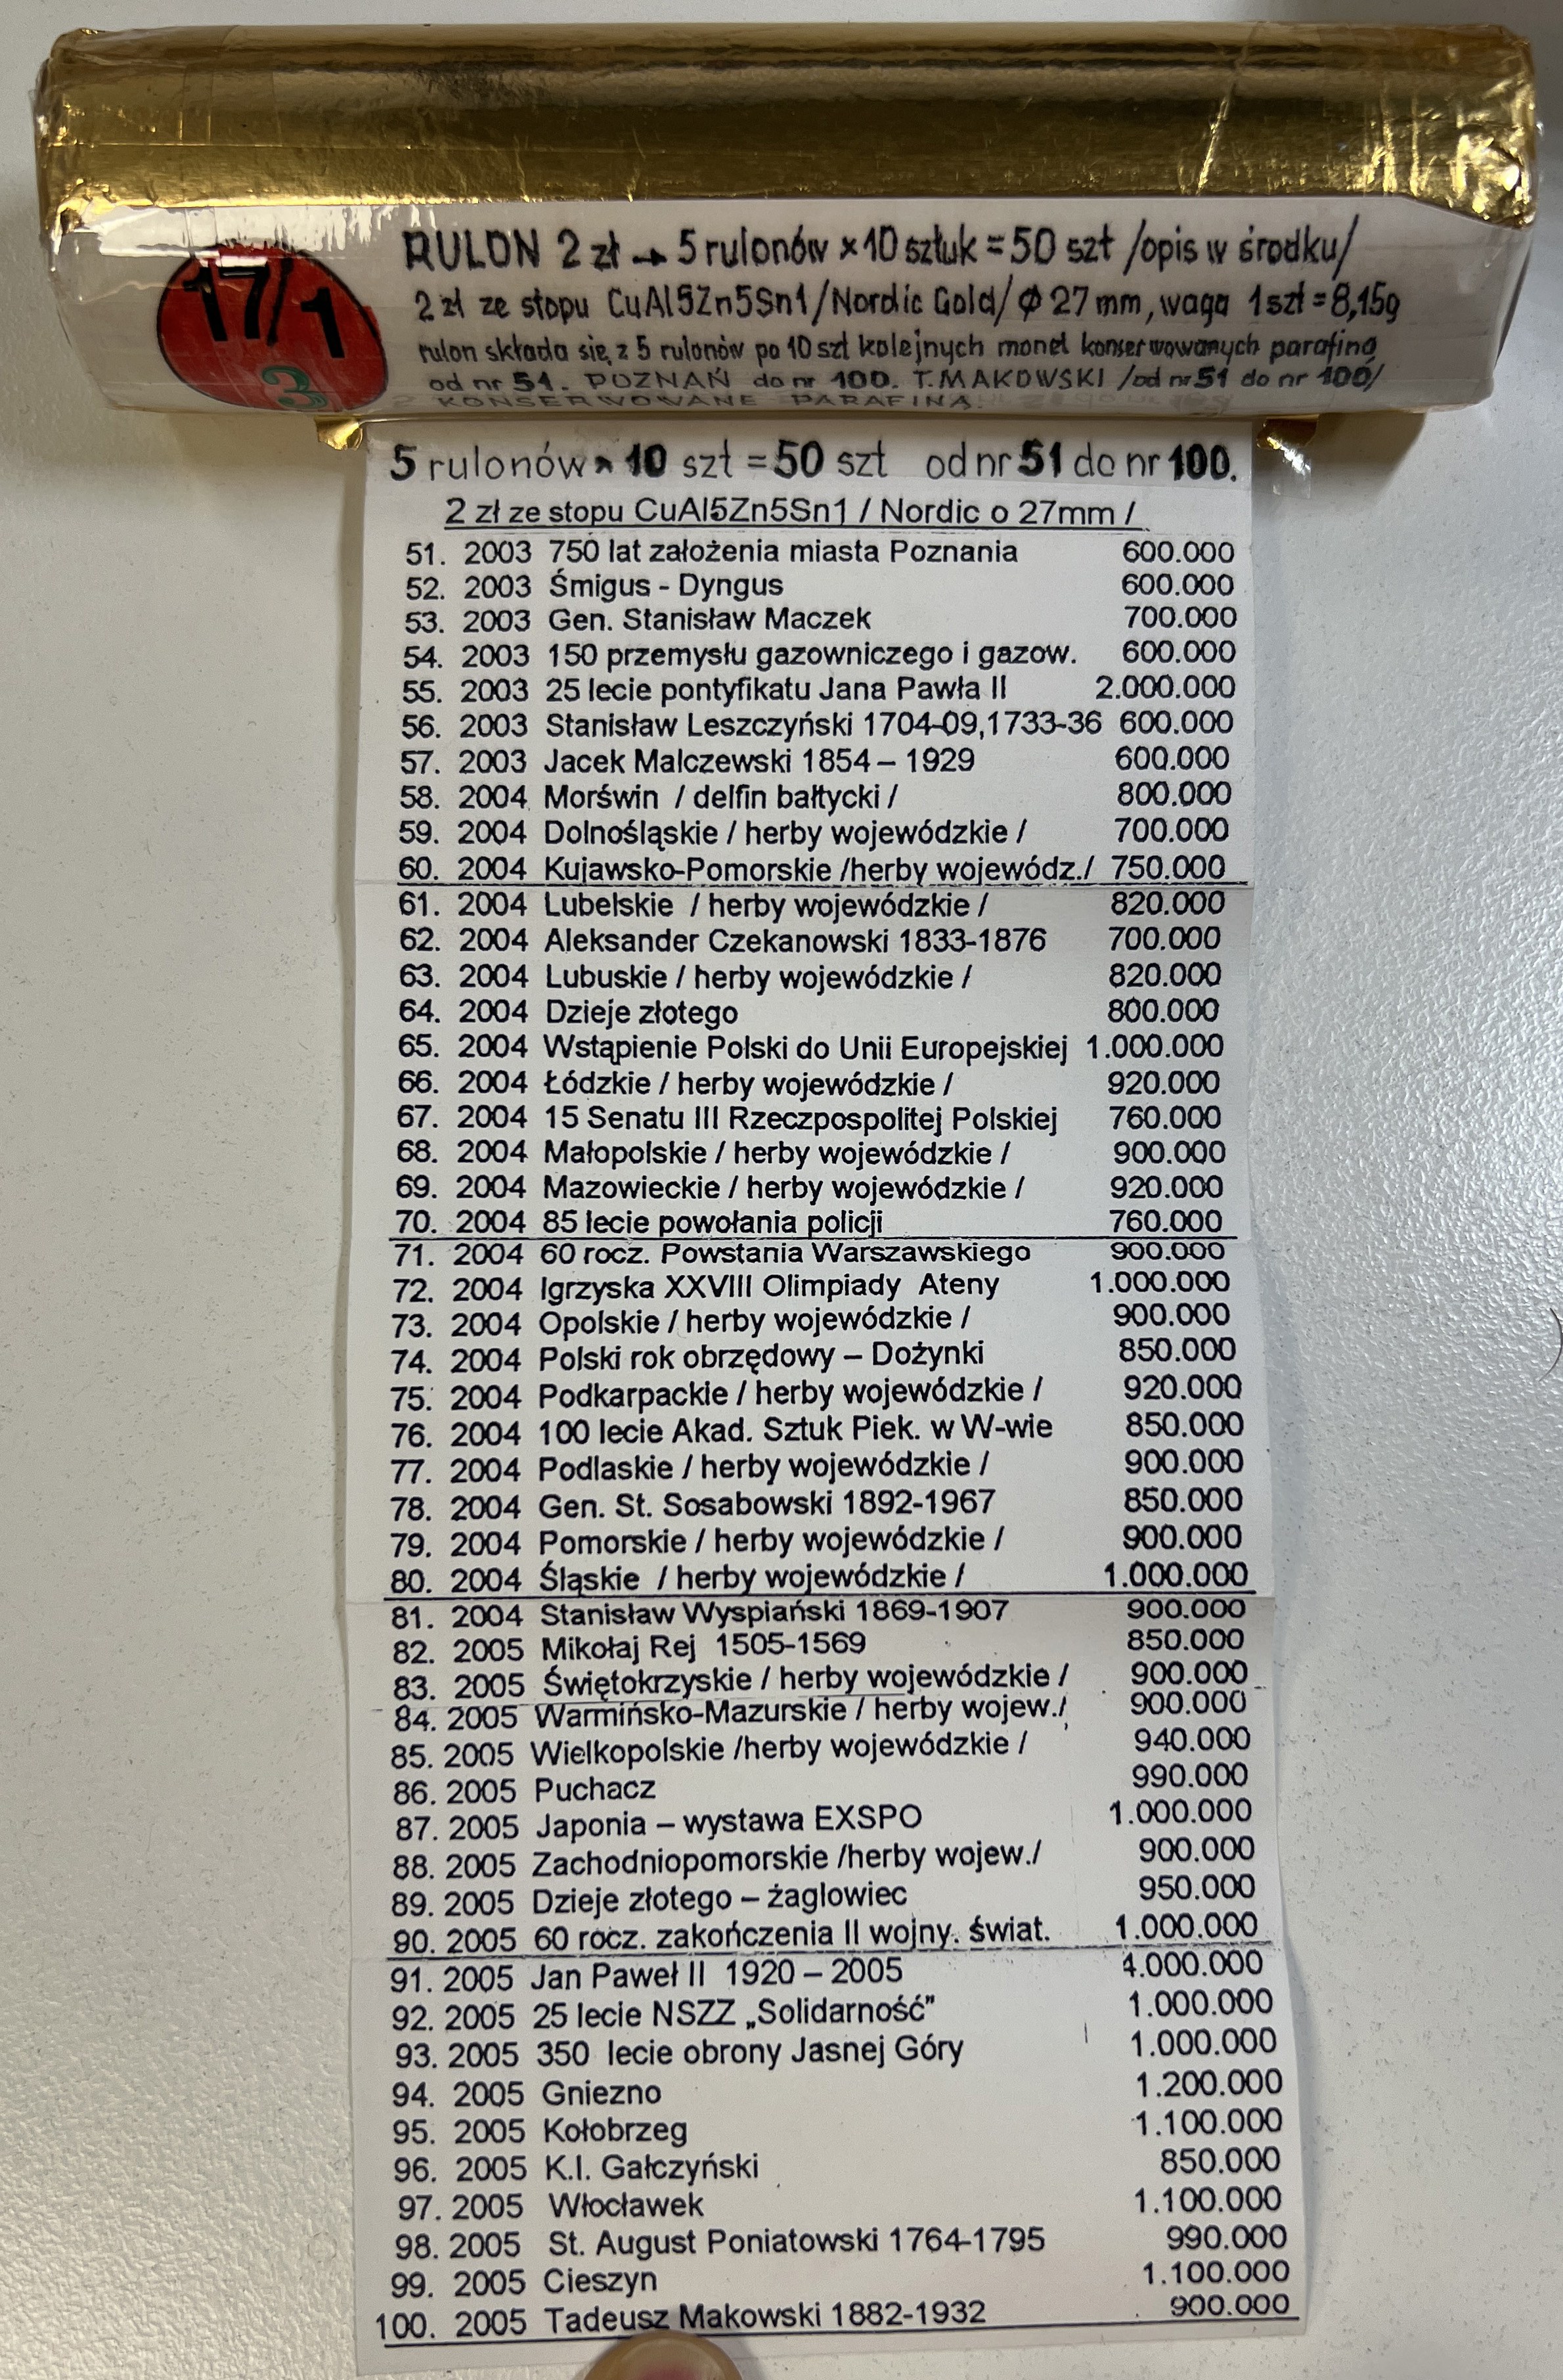 17/1
3
RULON 2 zł → 5 rulonów × 10 sztuk = 50 szt /opis w środku/
2 zł ze stopu CuAl5Zn5Sn1/Nordic Gold/ ϕ 27 mm, waga 1szt = 8,15g
rulon składa się z 5 rulonów po 10 szt kolejnych monet konserwowanych parafiną
od nr 51. POZNAŃ do nr 100. T.MAKOWSKI /od nr 51 do nr 100/
KONSERWOWANE PARAFINĄ.
5 rulonów × 10 szt = 50 szt od nr 51 do nr 100.
2 zł ze stopu CuAl5Zn5Sn1 / Nordic o 27mm /
51. 2003 750 lat założenia miasta Poznania 600.000
52. 2003 Śmigus - Dyngus 600.000
53. 2003 Gen. Stanisław Maczek 700.000
54. 2003 150 przemysłu gazowniczego i gazow. 600.000
55. 2003 25 lecie pontyfikatu Jana Pawła II 2.000.000
56. 2003 Stanisław Leszczyński 1704-09,1733-36 600.000
57. 2003 Jacek Malczewski 1854 – 1929 600.000
58. 2004 Morświn / delfin bałtycki / 800.000
59. 2004 Dolnośląskie / herby wojewódzkie / 700.000
60. 2004 Kujawsko-Pomorskie /herby wojewódz./ 750.000
61. 2004 Lubelskie / herby wojewódzkie / 820.000
62. 2004 Aleksander Czekanowski 1833-1876 700.000
63. 2004 Lubuskie / herby wojewódzkie / 820.000
64. 2004 Dzieje złotego 800.000
65. 2004 Wstąpienie Polski do Unii Europejskiej 1.000.000
66. 2004 Łódzkie / herby wojewódzkie / 920.000
67. 2004 15 Senatu III Rzeczpospolitej Polskiej 760.000
68. 2004 Małopolskie / herby wojewódzkie / 900.000
69. 2004 Mazowieckie / herby wojewódzkie / 920.000
70. 2004 85 lecie powołania policji 760.000
71. 2004 60 rocz. Powstania Warszawskiego 900.000
72. 2004 Igrzyska XXVIII Olimpiady Ateny 1.000.000
73. 2004 Opolskie / herby wojewódzkie / 900.000
74. 2004 Polski rok obrzędowy – Dożynki 850.000
75. 2004 Podkarpackie / herby wojewódzkie / 920.000
76. 2004 100 lecie Akad. Sztuk Piek. w W-wie 850.000
77. 2004 Podlaskie / herby wojewódzkie / 900.000
78. 2004 Gen. St. Sosabowski 1892-1967 850.000
79. 2004 Pomorskie / herby wojewódzkie / 900.000
80. 2004 Śląskie / herby wojewódzkie / 1.000.000
81. 2004 Stanisław Wyspiański 1869-1907 900.000
82. 2005 Mikołaj Rej 1505-1569 850.000
83. 2005 Świętokrzyskie / herby wojewódzkie / 900.000
84. 2005 Warmińsko-Mazurskie / herby wojew./ 900.000
85. 2005 Wielkopolskie /herby wojewódzkie / 940.000
86. 2005 Puchacz 990.000
87. 2005 Japonia – wystawa EXSPO 1.000.000
88. 2005 Zachodniopomorskie /herby wojew./ 900.000
89. 2005 Dzieje złotego – żaglowiec 950.000
90. 2005 60 rocz. zakończenia II wojny. świat. 1.000.000
91. 2005 Jan Paweł II 1920 – 2005 4.000.000
92. 2005 25 lecie NSZZ „Solidarność” 1.000.000
93. 2005 350 lecie obrony Jasnej Góry 1.000.000
94. 2005 Gniezno 1.200.000
95. 2005 Kołobrzeg 1.100.000
96. 2005 K.I. Gałczyński 850.000
97. 2005 Włocławek 1.100.000
98. 2005 St. August Poniatowski 1764-1795 990.000
99. 2005 Cieszyn 1.100.000
100. 2005 Tadeusz Makowski 1882-1932 900.000